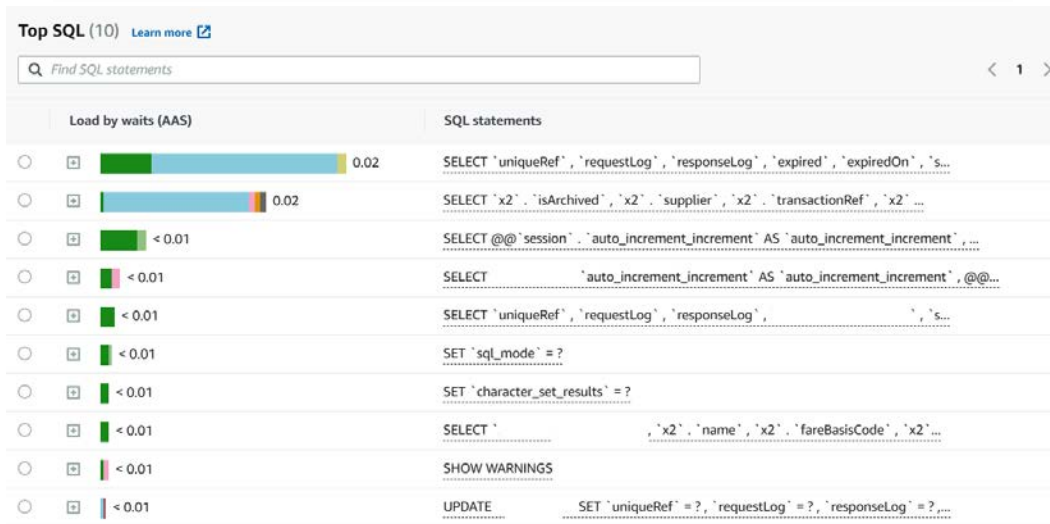 Top SQL (10) Learn more
Find SQL statements
1
Load by waits (AAS) SQL statements
0.02 SELECT `uniqueRef` , `requestLog` , `responseLog` , `expired` , `expiredOn` , `s...
0.02 SELECT `x2` . `isArchived` , `x2` . `supplier` , `x2` . `transactionRef` , `x2` ...
< 0.01 SELECT @@`session` . `auto_increment_increment` AS `auto_increment_increment` , ...
< 0.01 SELECT `auto_increment_increment` AS `auto_increment_increment` , @@...
< 0.01 SELECT `uniqueRef` , `requestLog` , `responseLog` , ` , `s...
< 0.01 SET `sql_mode` = ?
< 0.01 SET `character_set_results` = ?
< 0.01 SELECT ` , `x2` . `name` , `x2` . `fareBasisCode` , `x2`...
< 0.01 SHOW WARNINGS
< 0.01 UPDATE SET `uniqueRef` = ? , `requestLog` = ? , `responseLog` = ? ,...